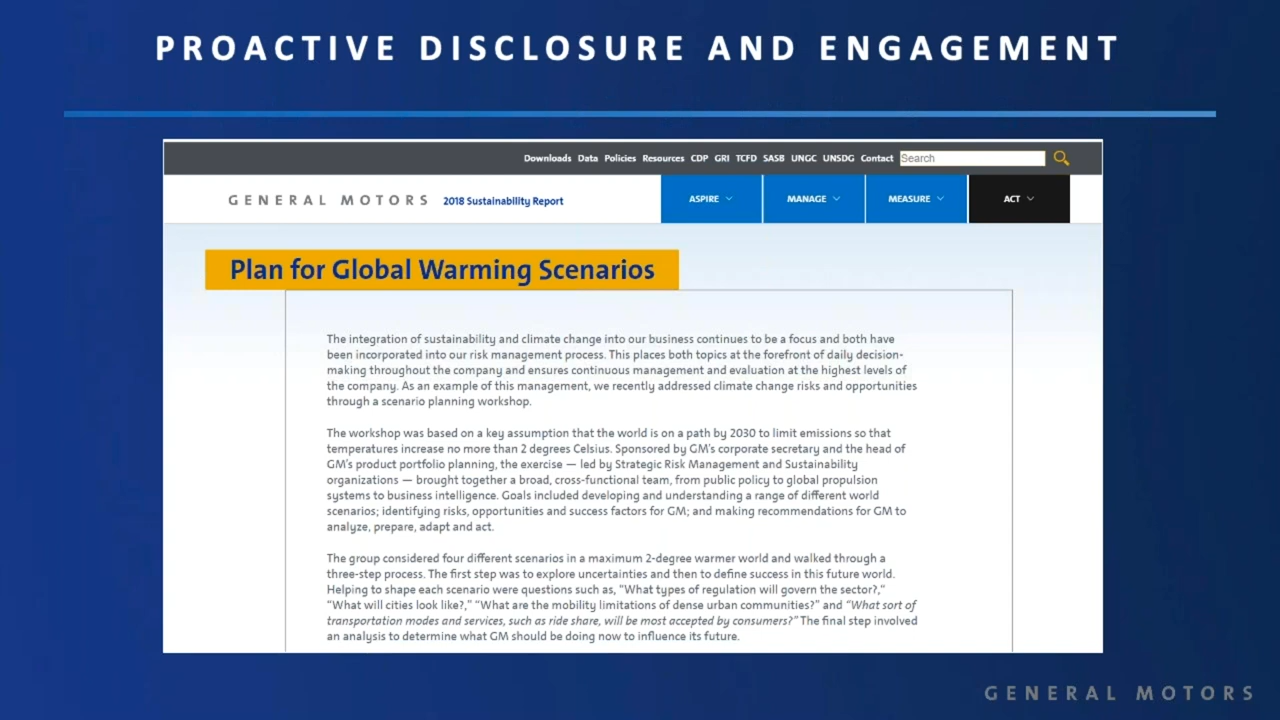 PROACTIVE DISCLOSURE AND ENGAGEMENT
Downloads Data Policies Resources CDP GRI TCFD SASB UNGC UNSDG Contact Search
GENERAL MOTORS 2018 Sustainability Report ASPIRE MANAGE MEASURE ACT
Plan for Global Warming Scenarios
The integration of sustainability and climate change into our business continues to be a focus and both have
been incorporated into our risk management process. This places both topics at the forefront of daily decision-
making throughout the company and ensures continuous management and evaluation at the highest levels of
the company. As an example of this management, we recently addressed climate change risks and opportunities
through a scenario planning workshop.
The workshop was based on a key assumption that the world is on a path by 2030 to limit emissions so that
temperatures increase no more than 2 degrees Celsius. Sponsored by GM's corporate secretary and the head of
GM's product portfolio planning, the exercise — led by Strategic Risk Management and Sustainability
organizations — brought together a broad, cross-functional team, from public policy to global propulsion
systems to business intelligence. Goals included developing and understanding a range of different world
scenarios; identifying risks, opportunities and success factors for GM; and making recommendations for GM to
analyze, prepare, adapt and act.
The group considered four different scenarios in a maximum 2-degree warmer world and walked through a
three-step process. The first step was to explore uncertainties and then to define success in this future world.
Helping to shape each scenario were questions such as, "What types of regulation will govern the sector?,"
"What will cities look like?," "What are the mobility limitations of dense urban communities?" and "What sort of
transportation modes and services, such as ride share, will be most accepted by consumers?" The final step involved
an analysis to determine what GM should be doing now to influence its future.
GENERAL MOTORS